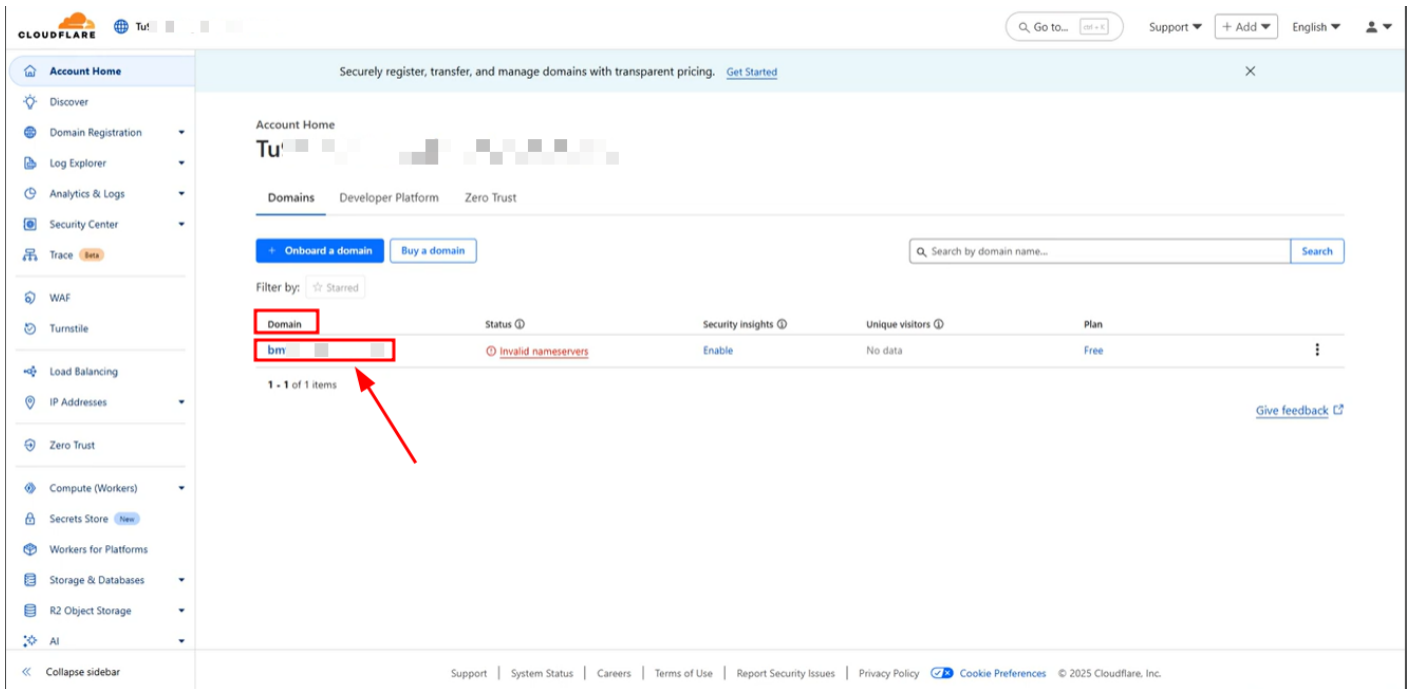 CLOUDFLARE
Go to... ctrl + K
Support
+ Add
English
Account Home
Discover
Domain Registration
Log Explorer
Analytics & Logs
Security Center
Trace Beta
WAF
Turnstile
Load Balancing
IP Addresses
Zero Trust
Compute (Workers)
Secrets Store New
Workers for Platforms
Storage & Databases
R2 Object Storage
AI
Collapse sidebar
Securely register, transfer, and manage domains with transparent pricing. Get Started
Account Home
Domains Developer Platform Zero Trust
+ Onboard a domain Buy a domain
Search by domain name... Search
Filter by: Starred
Domain Status Security insights Unique visitors Plan
Invalid nameservers Enable No data Free
1 - 1 of 1 items
Give feedback
Support System Status Careers Terms of Use Report Security Issues Privacy Policy Cookie Preferences © 2025 Cloudflare, Inc.